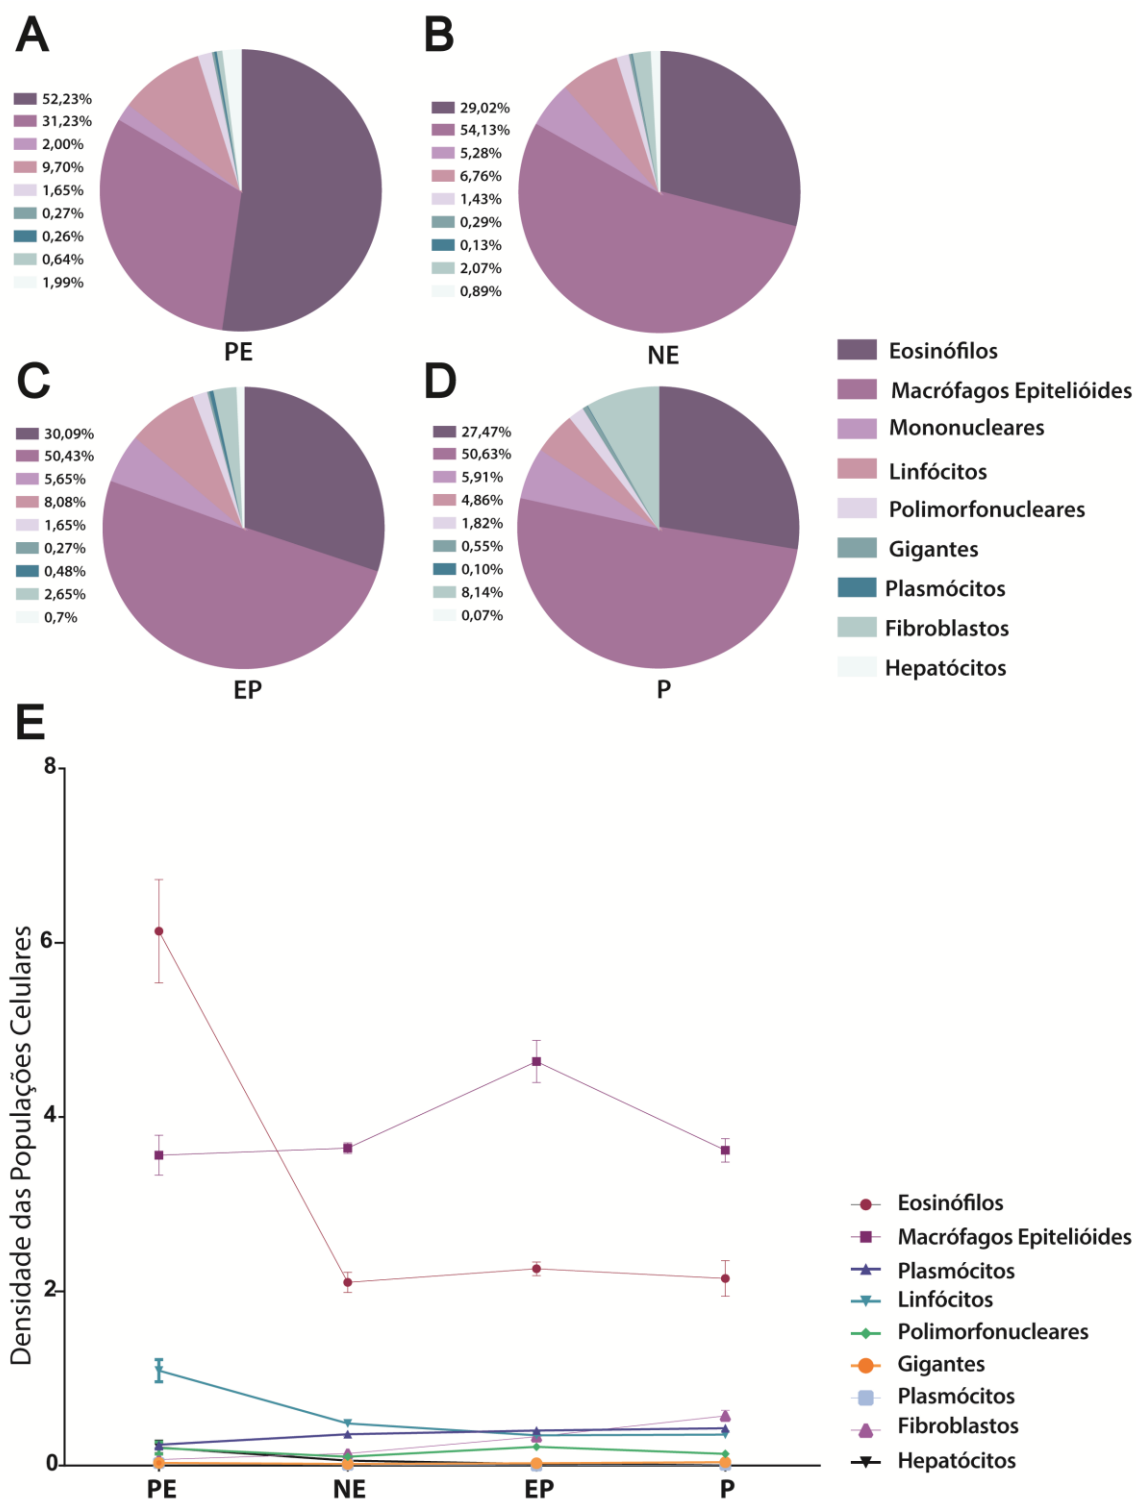 A
52,23%
31,23%
2,00%
9,70%
1,65%
0,27%
0,26%
0,64%
1,99%
PE
B
29,02%
54,13%
5,28%
6,76%
1,43%
0,29%
0,13%
2,07%
0,89%
NE
C
30,09%
50,43%
5,65%
8,08%
1,65%
0,27%
0,48%
2,65%
0,7%
EP
D
27,47%
50,63%
5,91%
4,86%
1,82%
0,55%
0,10%
8,14%
0,07%
P
Eosinófilos
Macrófagos Epitelióides
Mononucleares
Linfócitos
Polimorfonucleares
Gigantes
Plasmócitos
Fibroblastos
Hepatócitos
E
Densidade das Populações Celulares
8
6
4
2
0
PE NE EP P
Eosinófilos
Macrófagos Epitelióides
Plasmócitos
Linfócitos
Polimorfonucleares
Gigantes
Plasmócitos
Fibroblastos
Hepatócitos